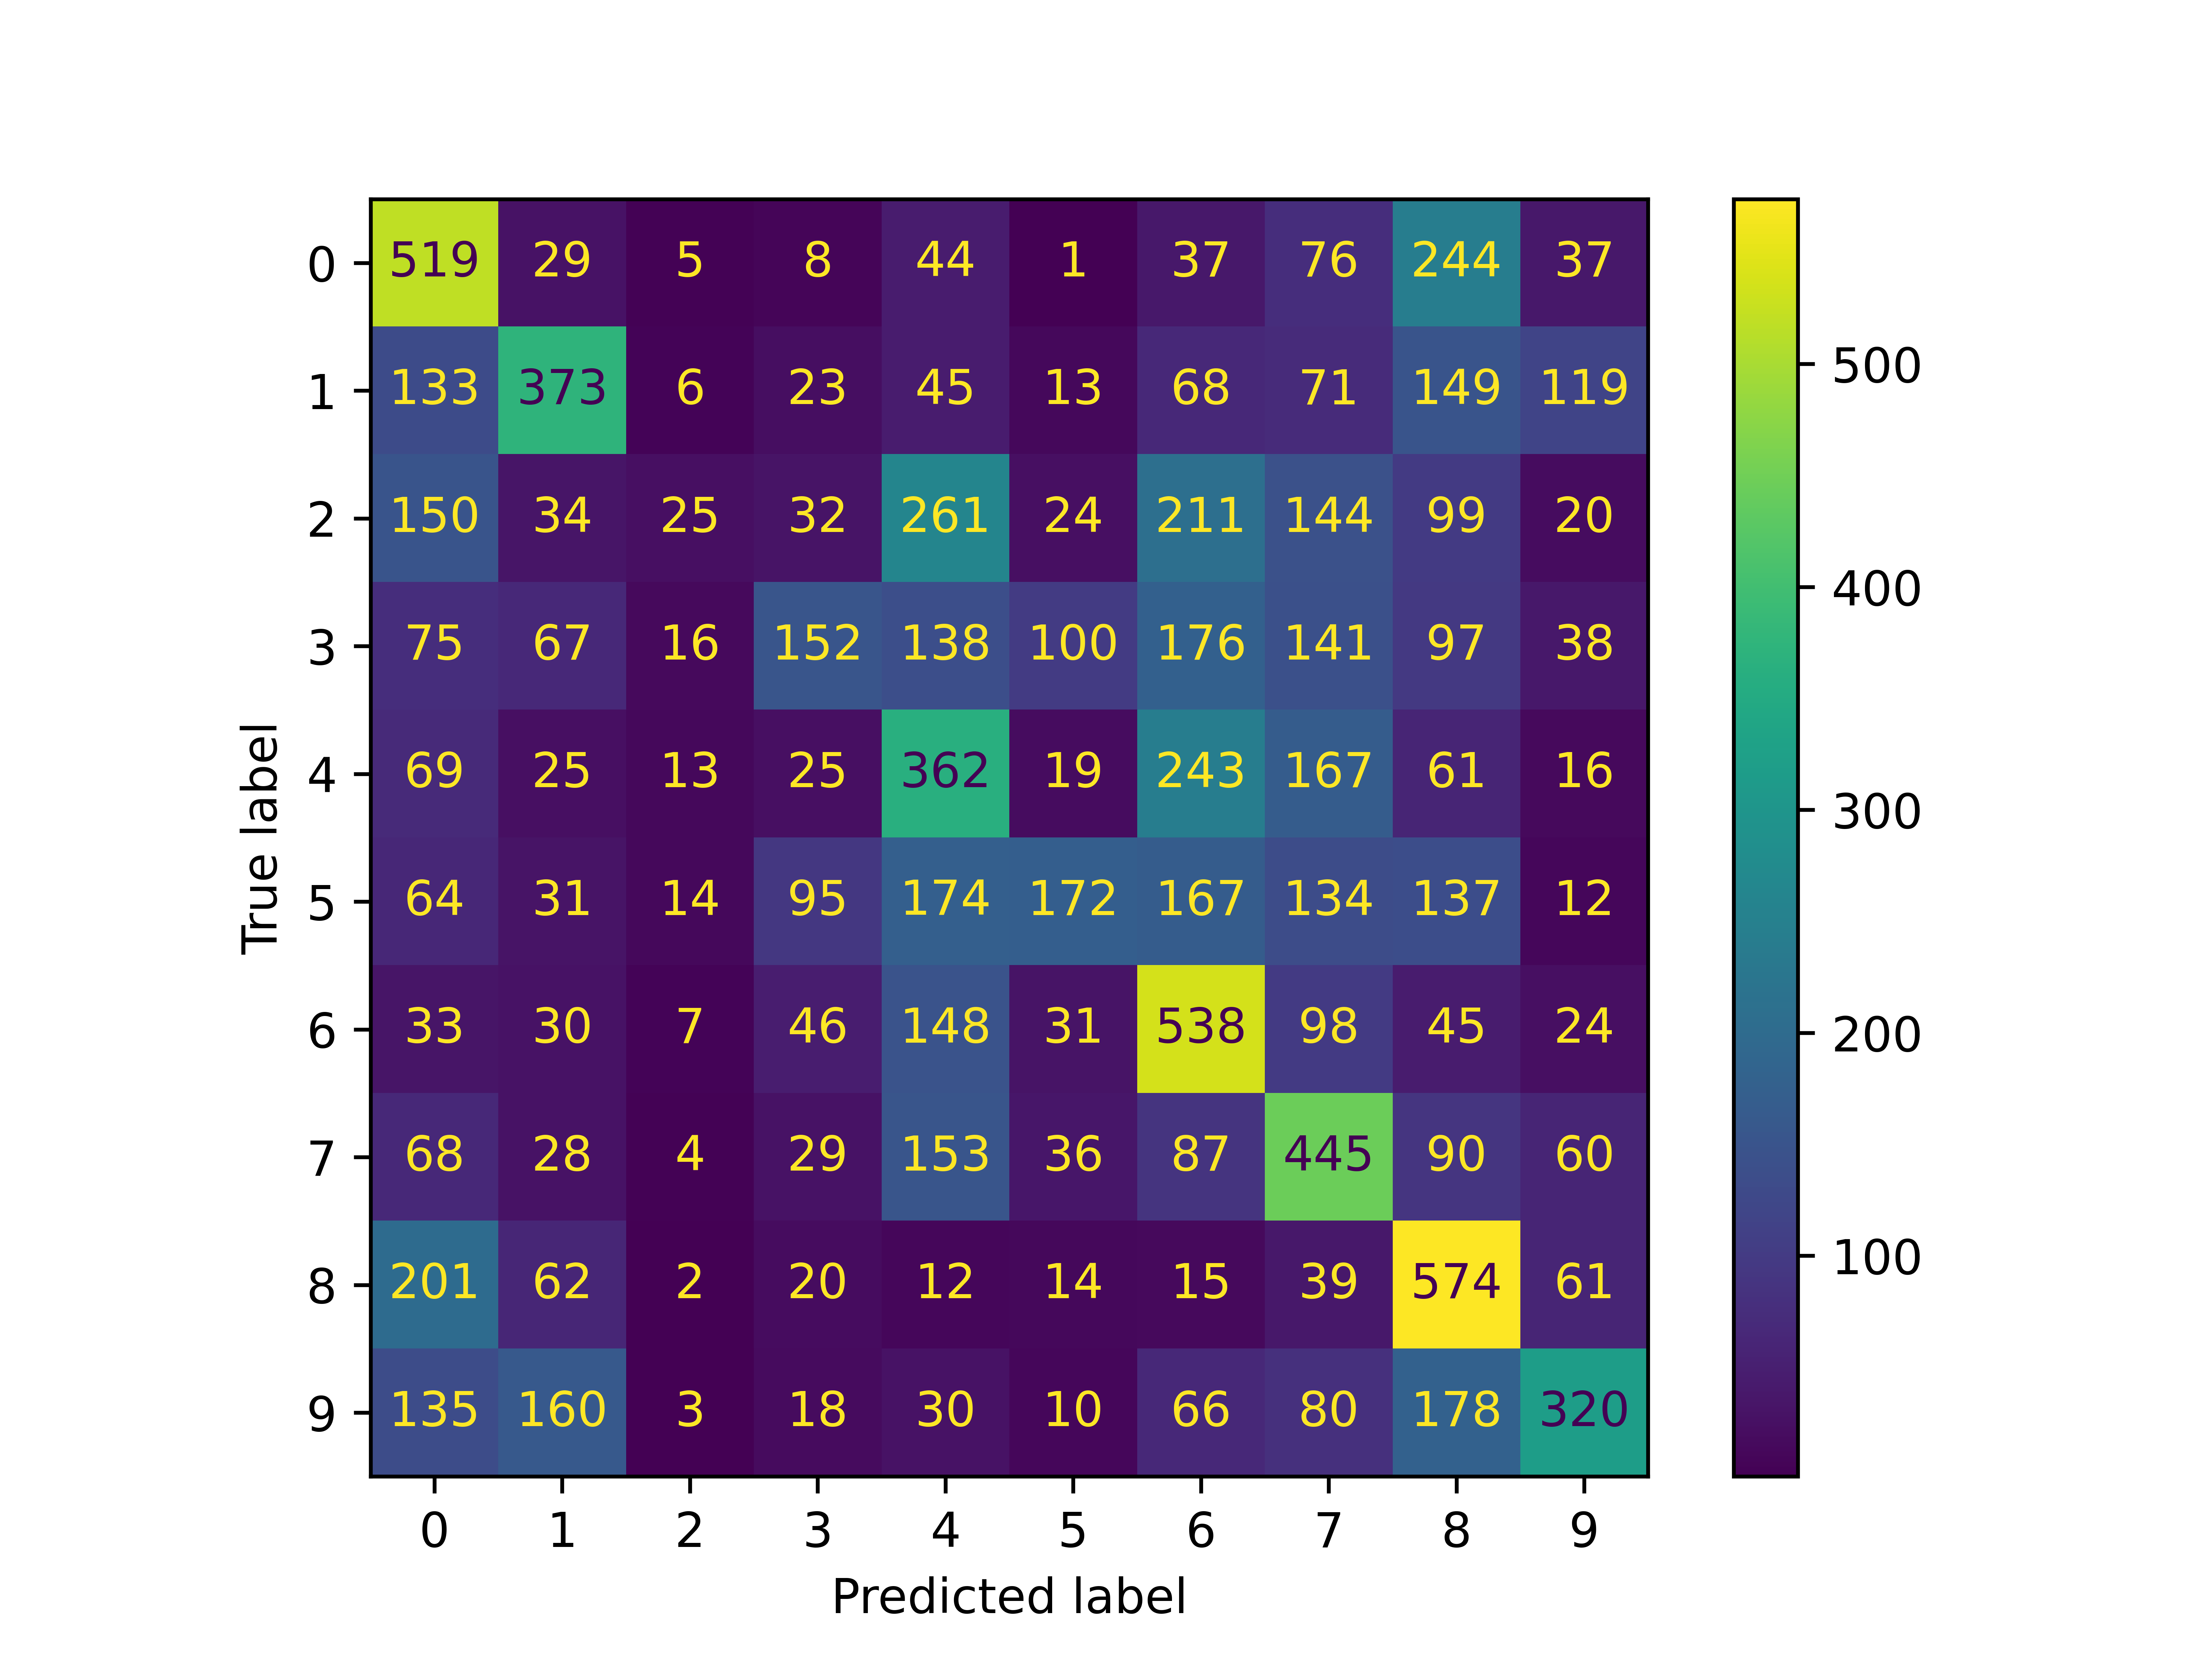 0 519 29 5 8 44 1 37 76 244 37
1 133 373 6 23 45 13 68 71 149 119
2 150 34 25 32 261 24 211 144 99 20
3 75 67 16 152 138 100 176 141 97 38
4 69 25 13 25 362 19 243 167 61 16
5 64 31 14 95 174 172 167 134 137 12
6 33 30 7 46 148 31 538 98 45 24
7 68 28 4 29 153 36 87 445 90 60
8 201 62 2 20 12 14 15 39 574 61
9 135 160 3 18 30 10 66 80 178 320
0 1 2 3 4 5 6 7 8 9
Predicted label
True label
500
400
300
200
100